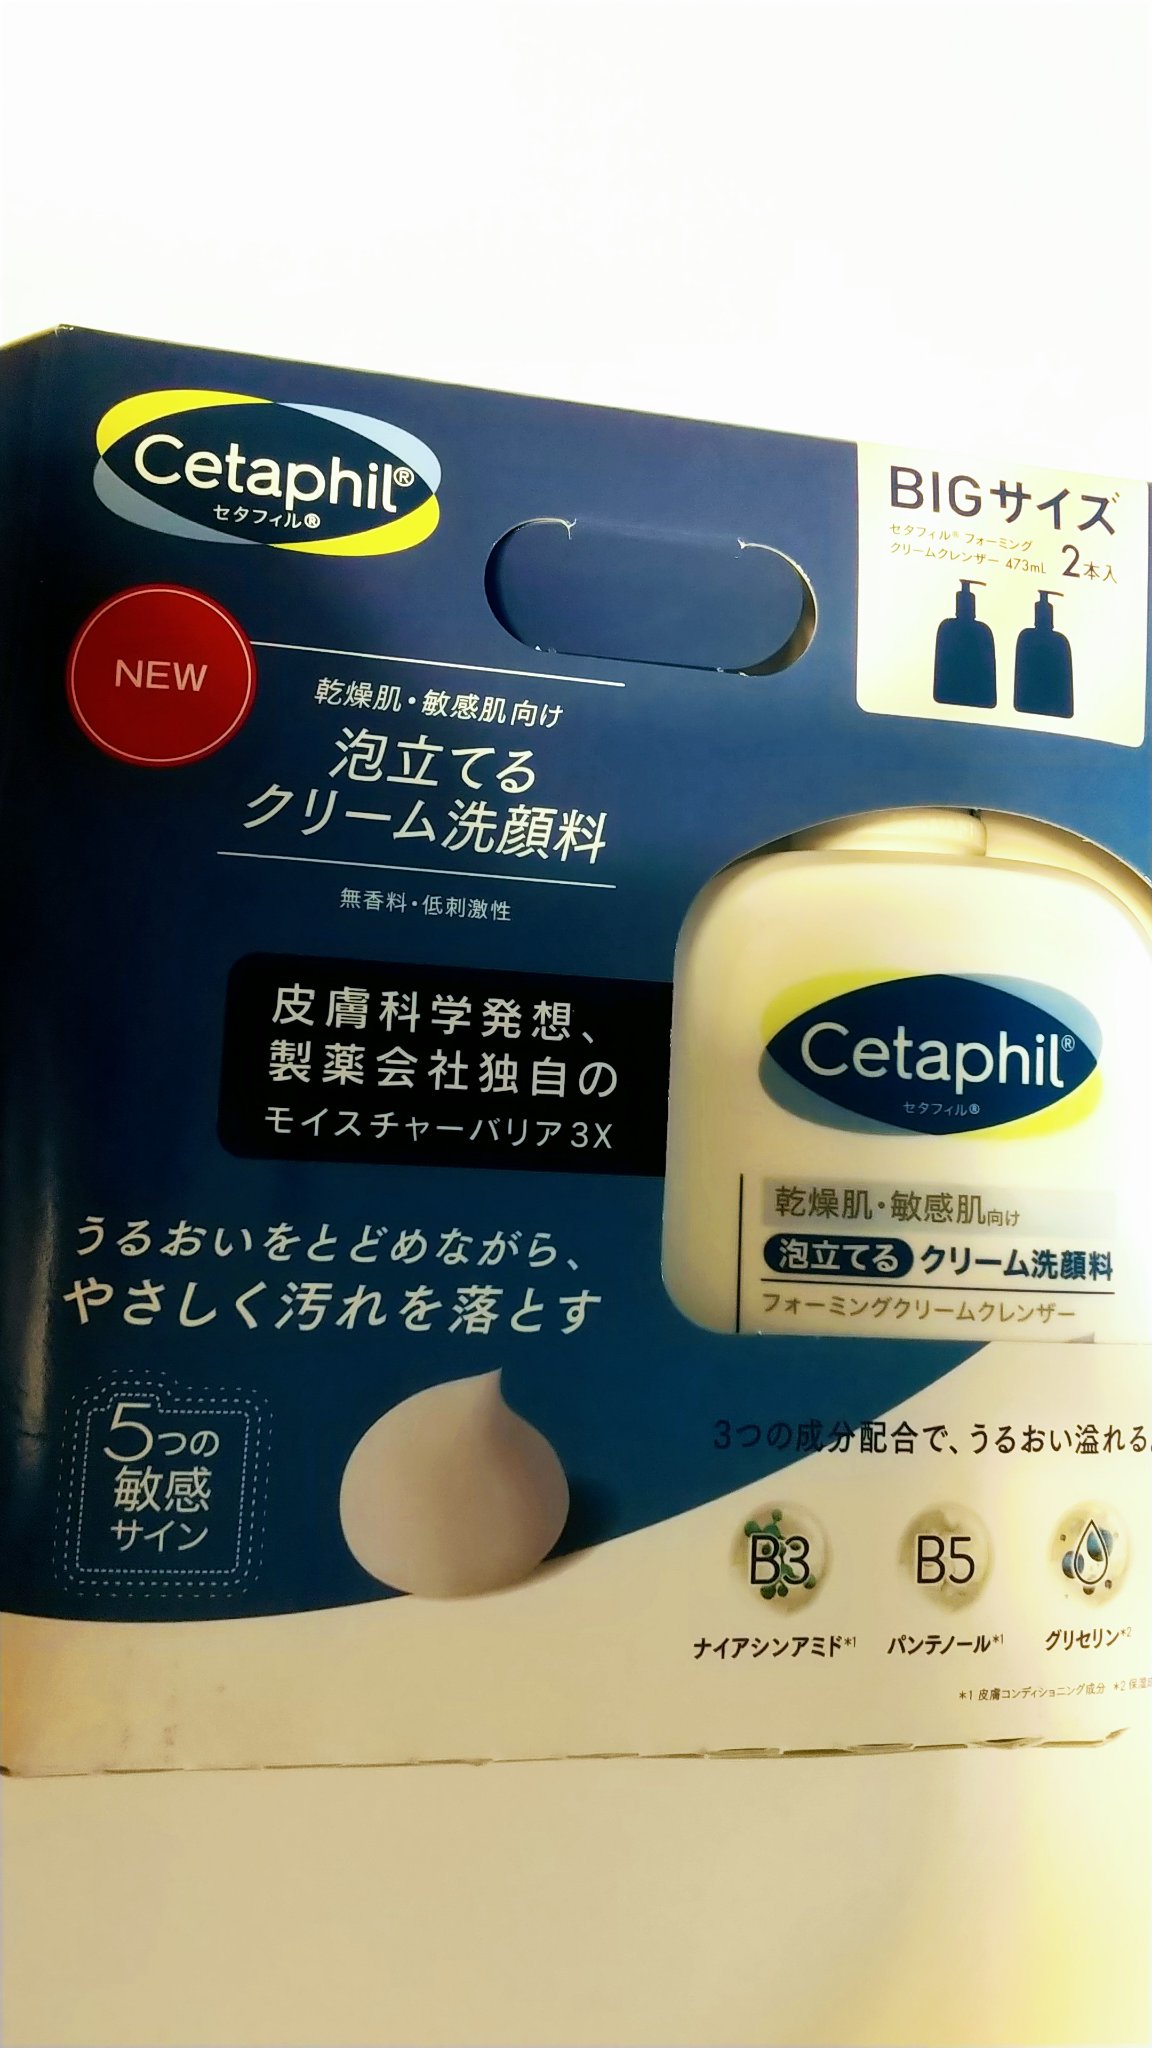 Cetaphil®
セタフィル®
BIGサイズ
セタフィル® フォーミング
クリームクレンザー 473mL 2本入
NEW
乾燥肌・敏感肌向け
泡立てる
クリーム洗顔料
無香料・低刺激性
皮膚科学発想、
製薬会社独自の
モイスチャーバリア3X
うるおいをとどめながら、
やさしく汚れを落とす
5つの
敏感
サイン
Cetaphil®
セタフィル®
乾燥肌・敏感肌向け
泡立てる クリーム洗顔料
フォーミングクリームクレンザー
3つの成分配合で、うるおい溢れる
B3
B5
ナイアシンアミド*1
パンテノール*1
グリセリン*2
*1 皮膚コンディショニング成分 *2 保湿